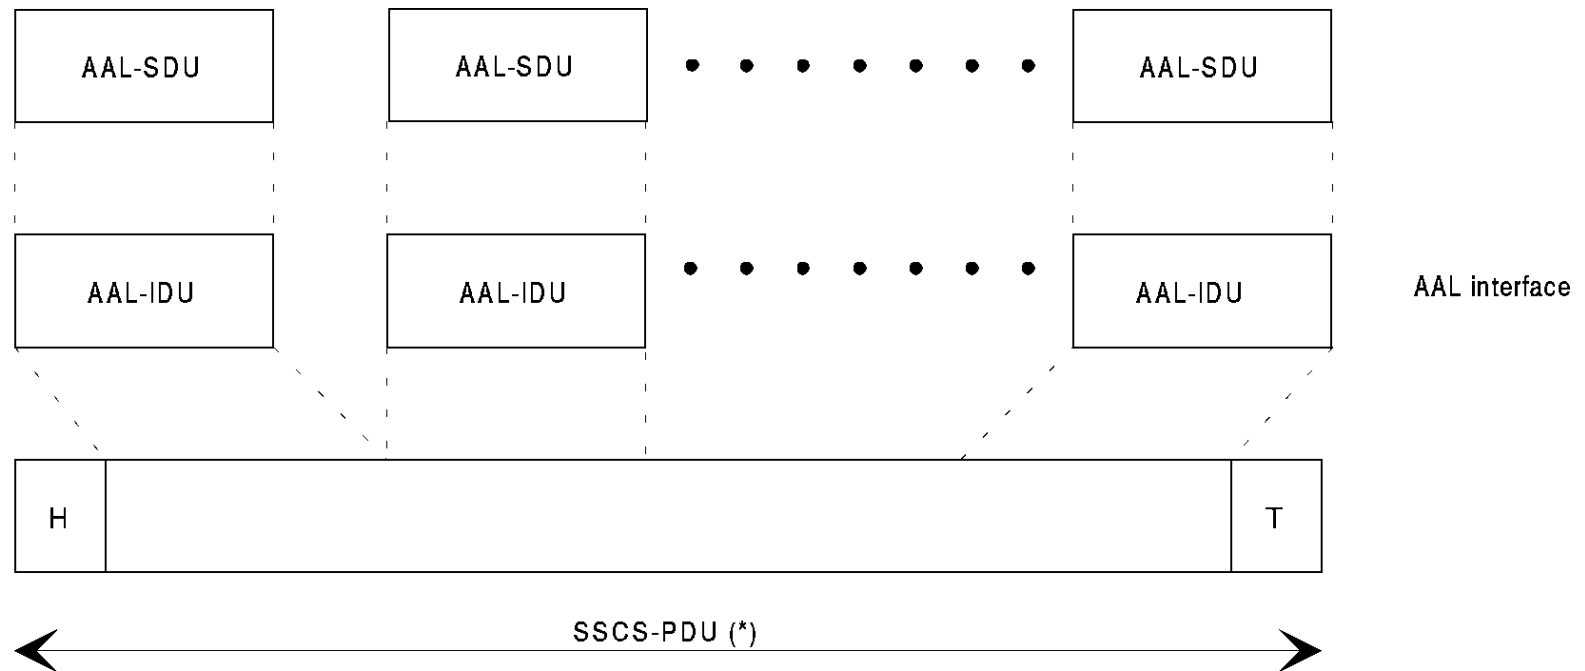 AAL-SDU
AAL-SDU
AAL-SDU
AAL-IDU
AAL-IDU
AAL-IDU
AAL interface
H
T
SSCS-PDU (*)